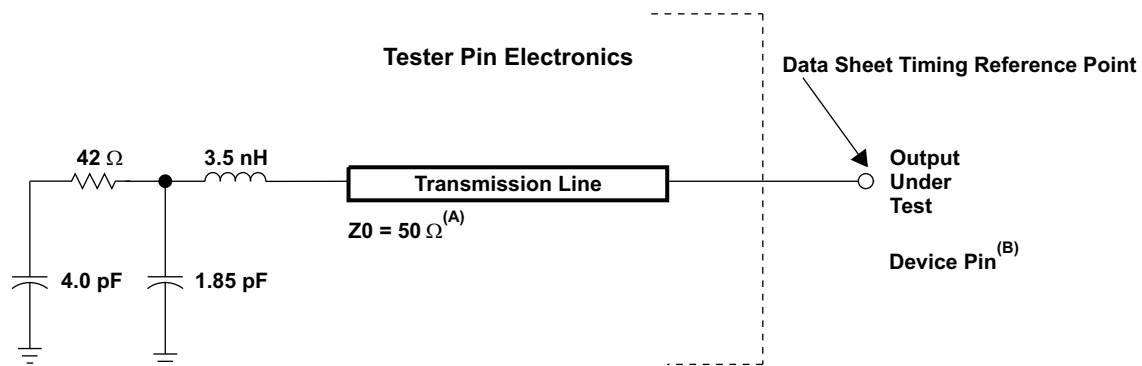 Tester Pin Electronics
Data Sheet Timing Reference Point
42 Ω
3.5 nH
Transmission Line
Output
Under
Test
Z0 = 50 Ω(A)
Device Pin(B)
4.0 pF
1.85 pF